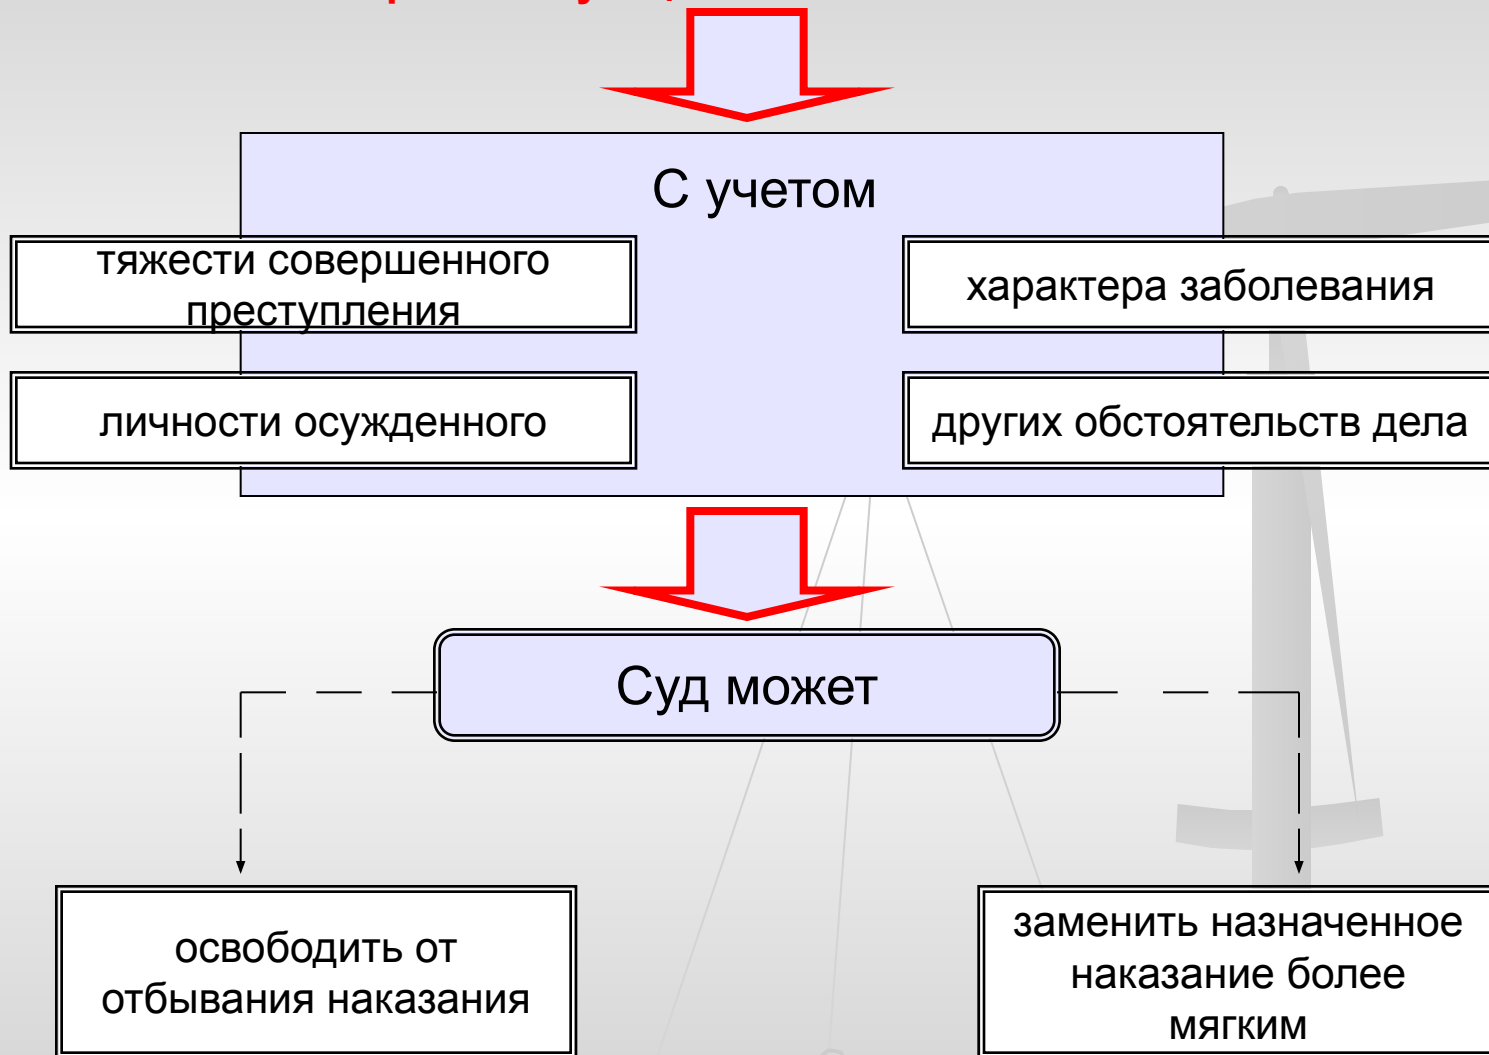 С учетом
тяжести совершенного
преступления
характера заболевания
личности осужденного
других обстоятельств дела
Суд может
освободить от
отбывания наказания
заменить назначенное
наказание более
мягким